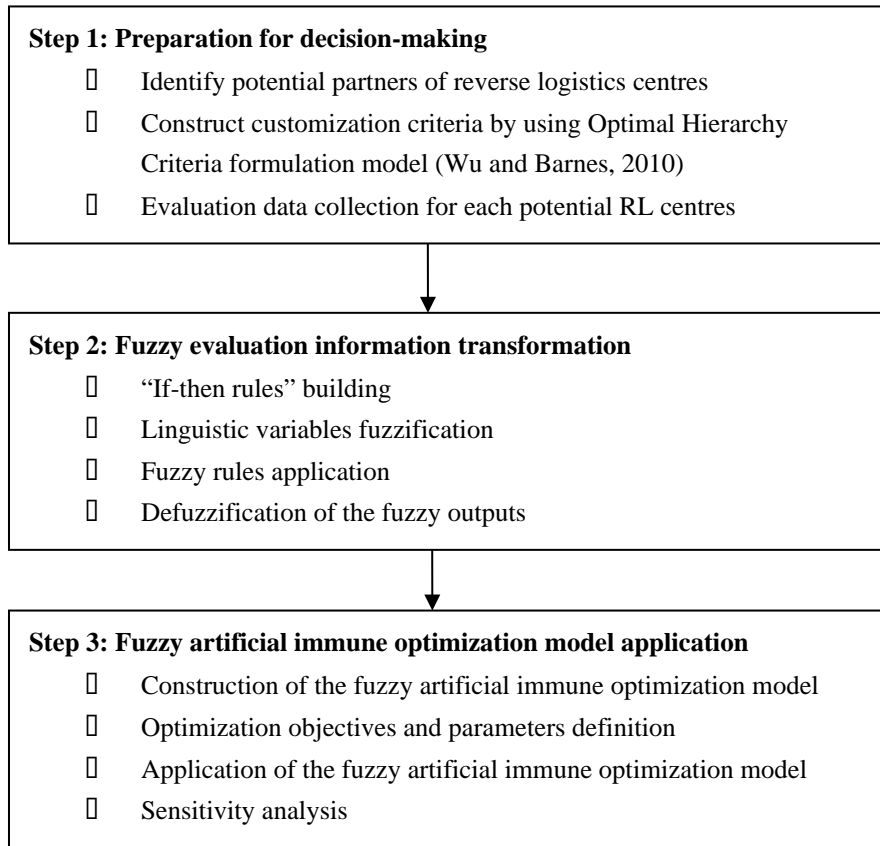 Step 1: Preparation for decision-making
Identify potential partners of reverse logistics centres
Construct customization criteria by using Optimal Hierarchy
Criteria formulation model (Wu and Barnes, 2010)
Evaluation data collection for each potential RL centres
Step 2: Fuzzy evaluation information transformation
“If-then rules” building
Linguistic variables fuzzification
Fuzzy rules application
Defuzzification of the fuzzy outputs
Step 3: Fuzzy artificial immune optimization model application
Construction of the fuzzy artificial immune optimization model
Optimization objectives and parameters definition
Application of the fuzzy artificial immune optimization model
Sensitivity analysis